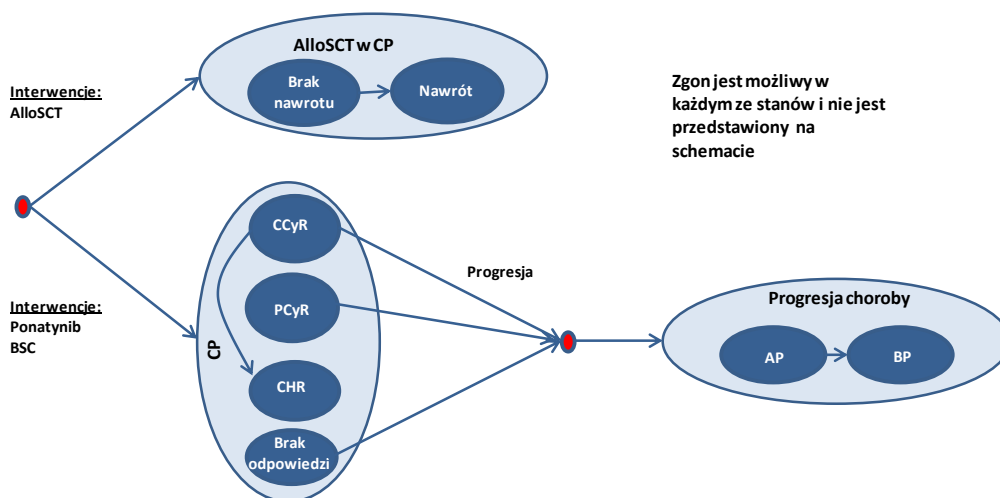 AlloSCT w CP
Interwencje:
AlloSCT
Brak
nawrotu
Nawrót
Zgon jest możliwy w
każdym ze stanów i nie jest
przedstawiony na
schemacie
Interwencje:
Ponatynib
BSC
CP
CCyR
PCyR
CHR
Brak
odpowiedzi
Progresja
Progresja choroby
AP
BP